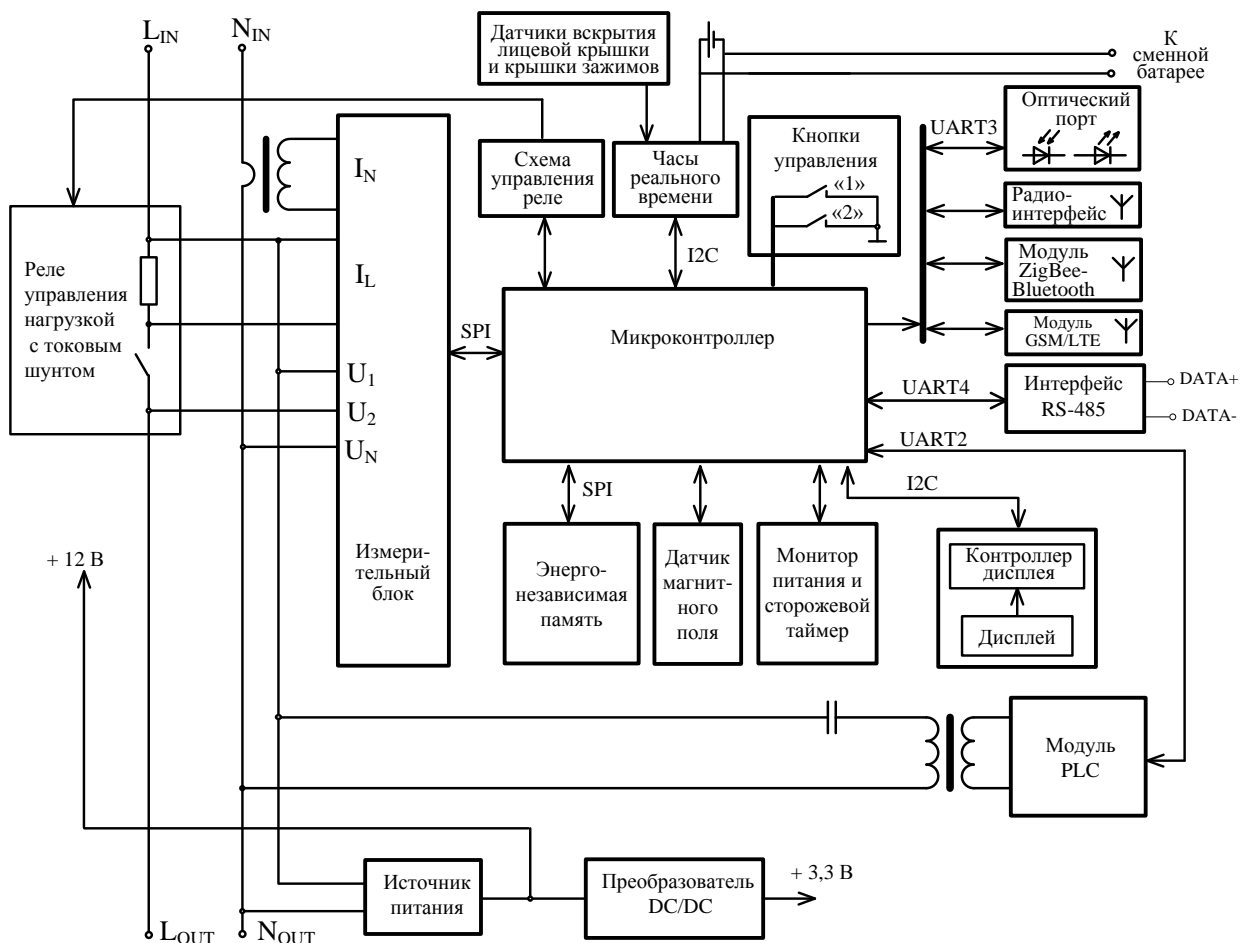 L_IN
N_IN
Датчики вскрытия
лицевой крышки
и крышки зажимов
К
сменной
батарее
I_N
I_L
U_1
U_2
U_N
Измери-
тельный
блок
Схема
управления
реле
Часы
реального
времени
I2C
Кнопки
управления
«1»
«2»
UART3
Оптический
порт
Радио-
интерфейс
Модуль
ZigBee-
Bluetooth
Модуль
GSM/LTE
Реле
управления
нагрузкой
с токовым
шунтом
SPI
Микроконтроллер
UART4
Интерфейс
RS-485
DATA+
DATA-
UART2
I2C
SPI
Энерго-
независимая
память
Датчик
магнит-
ного
поля
Монитор
питания и
сторожевой
таймер
Контроллер
дисплея
Дисплей
+ 12 В
Модуль
PLC
Источник
питания
Преобразователь
DC/DC
+ 3,3 В
L_OUT
N_OUT